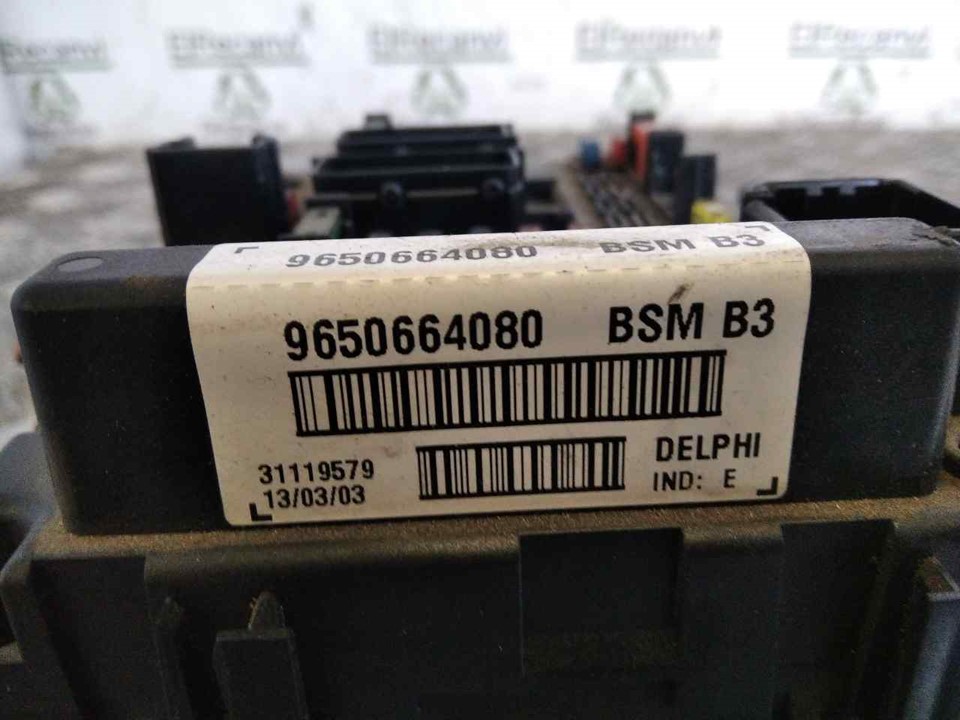 9650664080 BSM B3
9650664080 BSM B3
31119579
13/03/03
DELPHI
IND: E